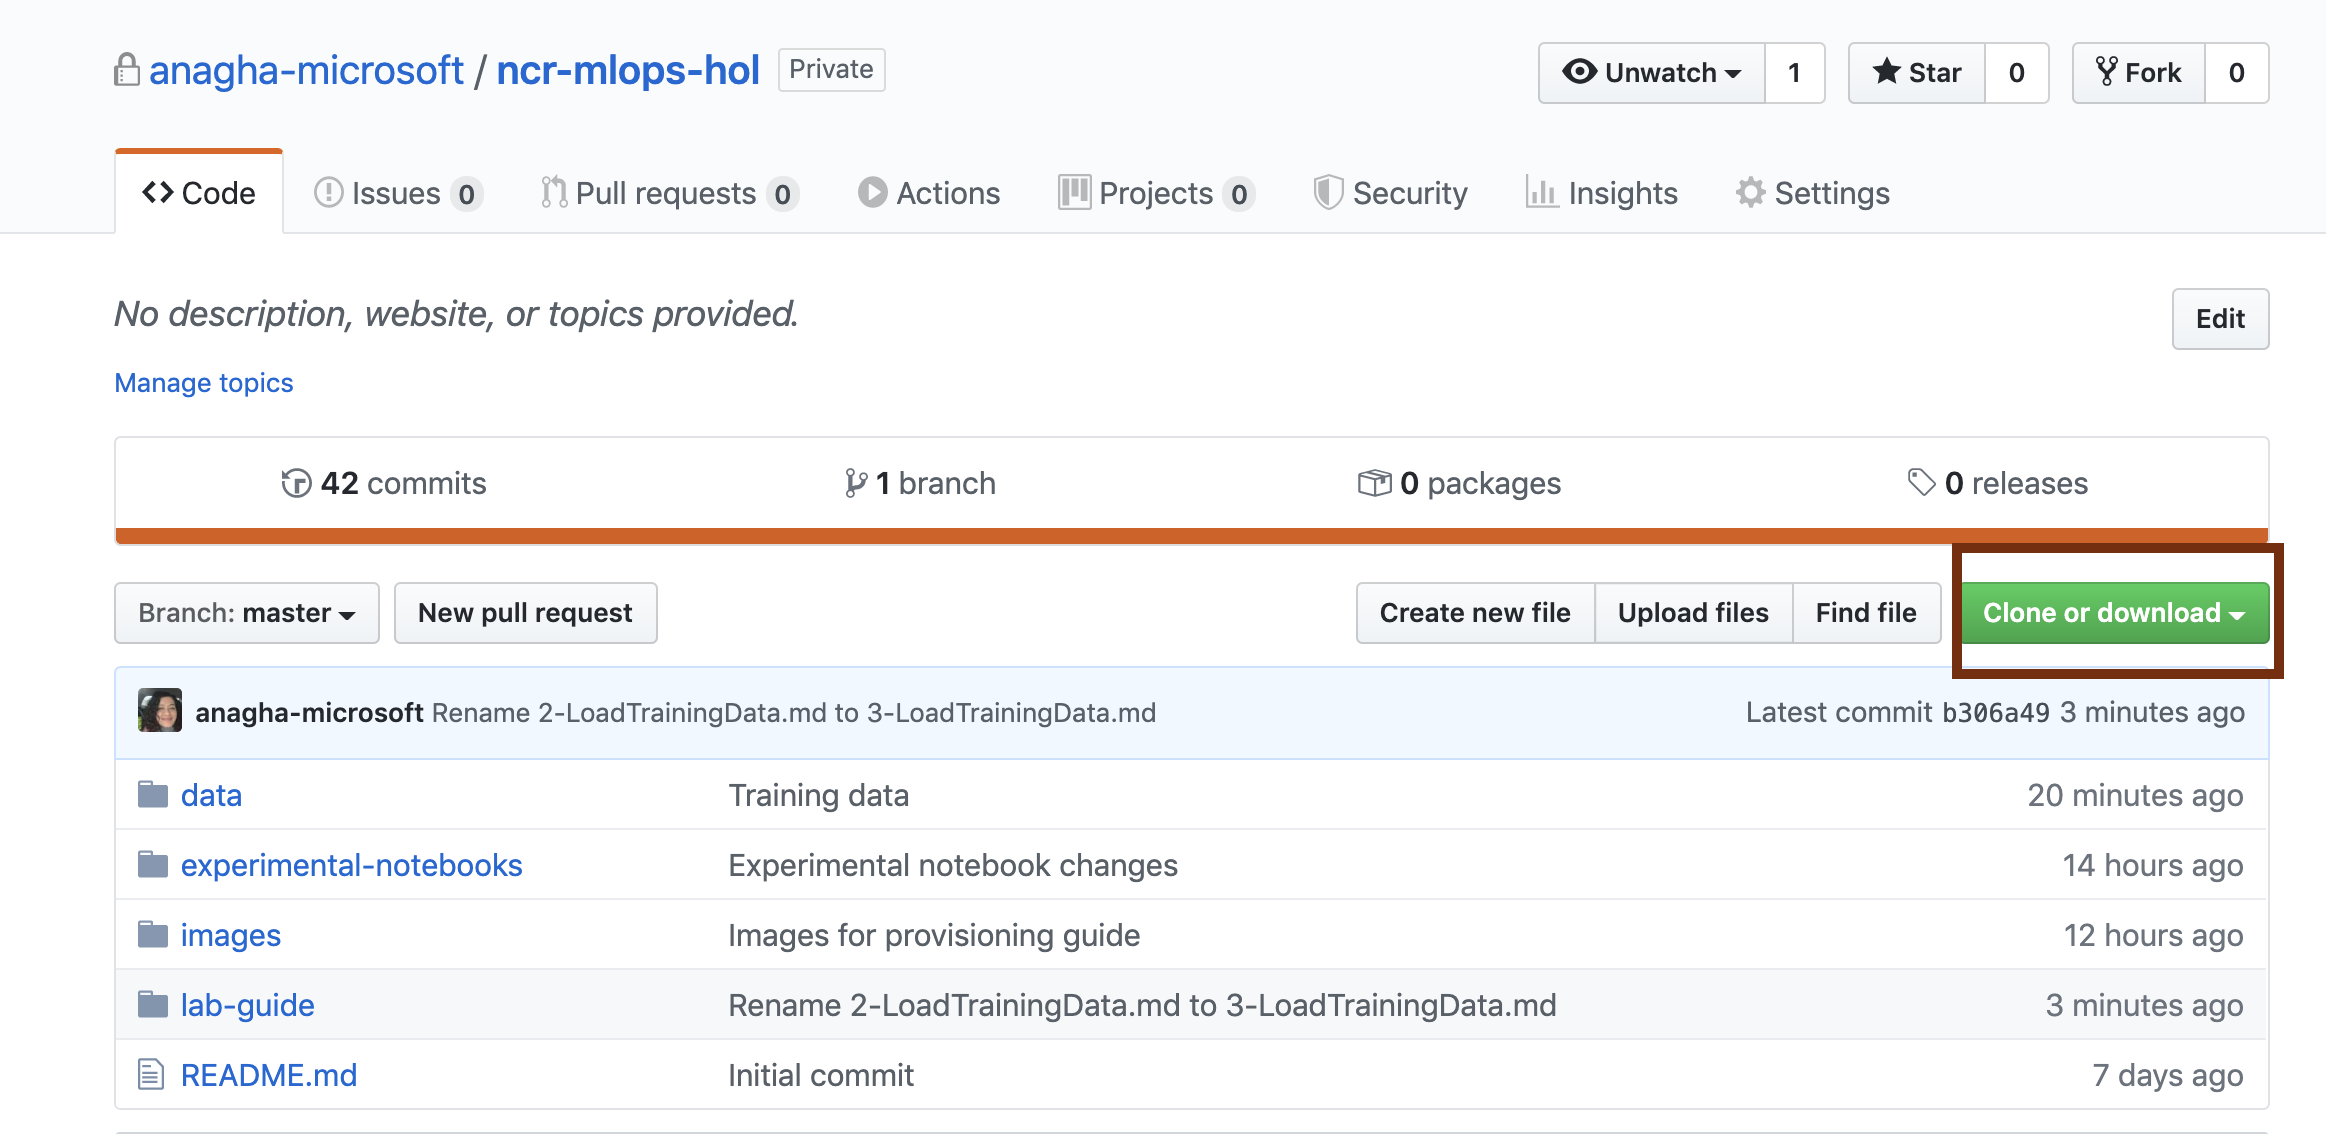 anagha-microsoft / ncr-mlops-hol Private Unwatch 1 Star 0 Fork 0
Code Issues 0 Pull requests 0 Actions Projects 0 Security Insights Settings
No description, website, or topics provided. Edit
Manage topics
42 commits 1 branch 0 packages 0 releases
Branch: master New pull request Create new file Upload files Find file Clone or download
anagha-microsoft Rename 2-LoadTrainingData.md to 3-LoadTrainingData.md Latest commit b306a49 3 minutes ago
data Training data 20 minutes ago
experimental-notebooks Experimental notebook changes 14 hours ago
images Images for provisioning guide 12 hours ago
lab-guide Rename 2-LoadTrainingData.md to 3-LoadTrainingData.md 3 minutes ago
README.md Initial commit 7 days ago